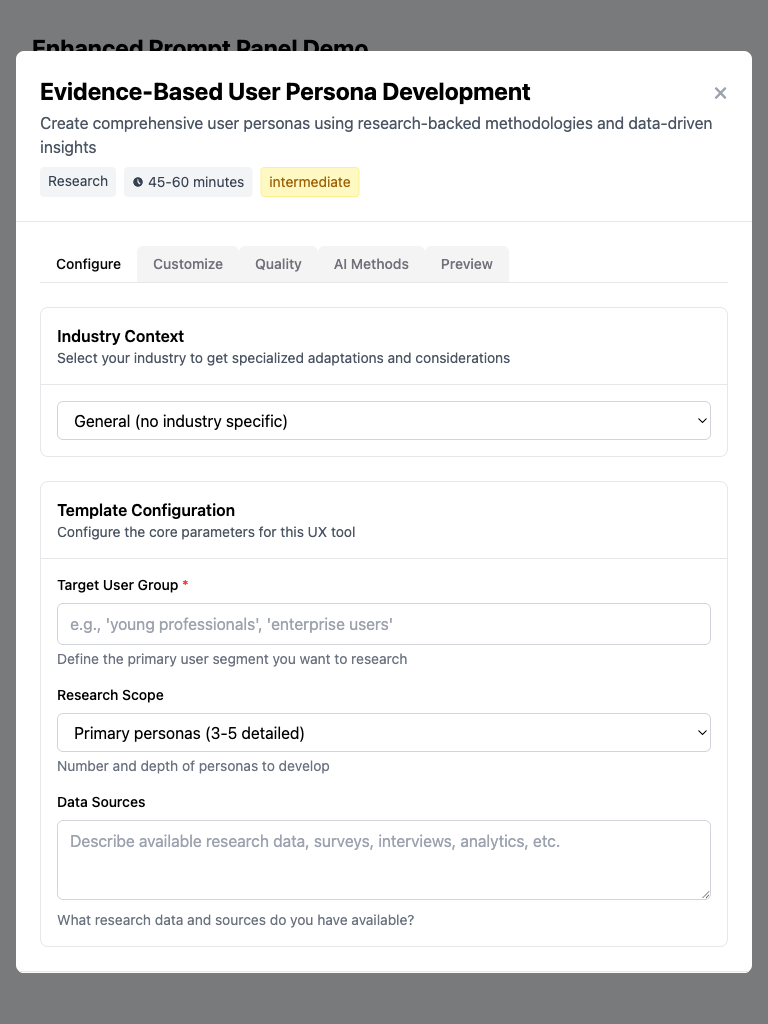 Enhanced Prompt Panel Demo
Evidence-Based User Persona Development
×
Create comprehensive user personas using research-backed methodologies and data-driven
insights
Research
45-60 minutes
intermediate
Configure
Customize
Quality
AI Methods
Preview
Industry Context
Select your industry to get specialized adaptations and considerations
General (no industry specific)
Template Configuration
Configure the core parameters for this UX tool
Target User Group *
e.g., 'young professionals', 'enterprise users'
Define the primary user segment you want to research
Research Scope
Primary personas (3-5 detailed)
Number and depth of personas to develop
Data Sources
Describe available research data, surveys, interviews, analytics, etc.
What research data and sources do you have available?